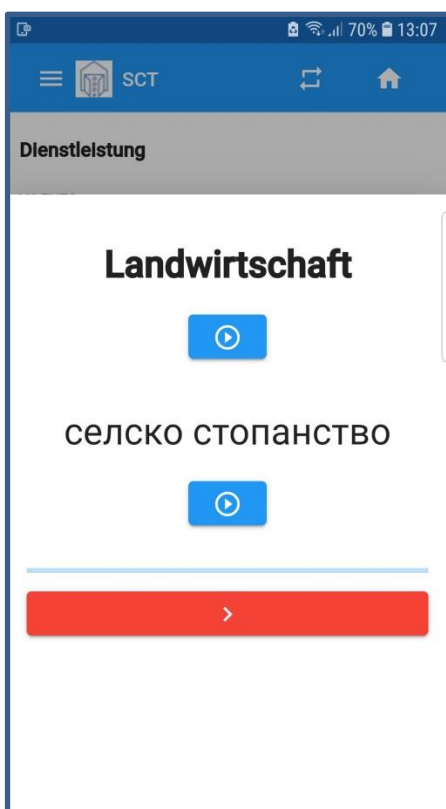 70% 13:07
SCT
Dienstleistung
Landwirtschaft
селско стопанство